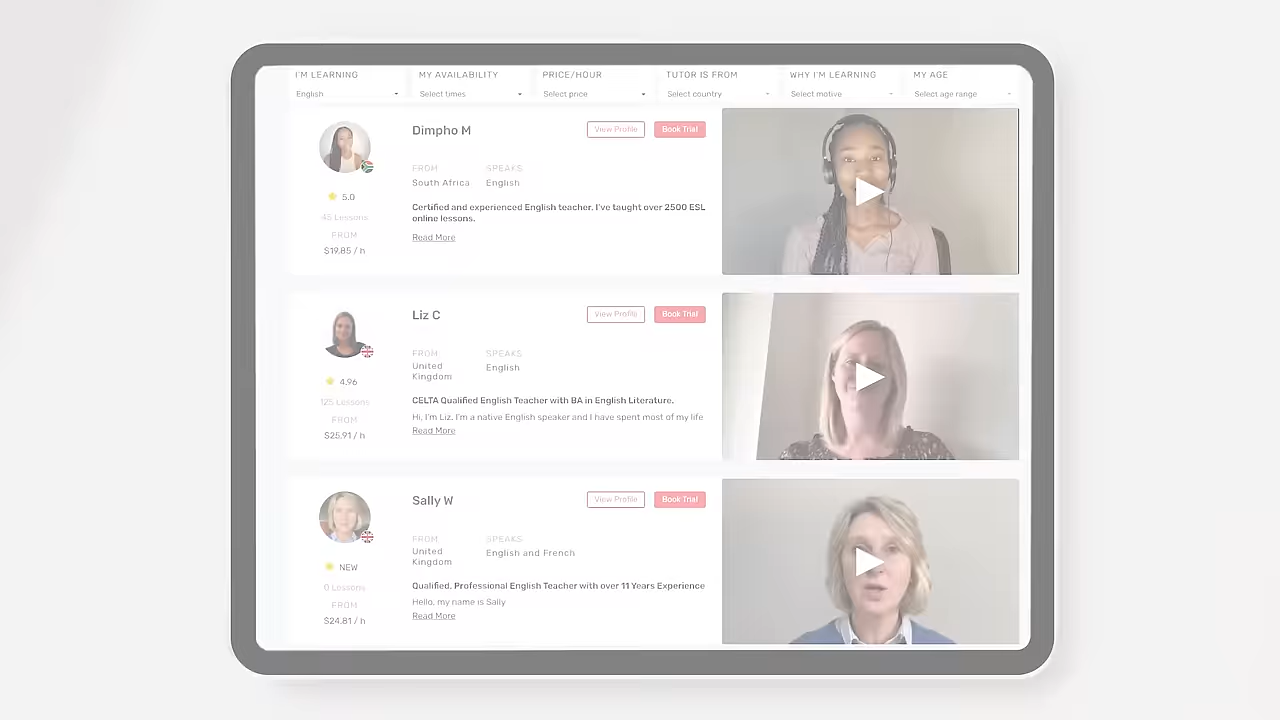 I'M LEARNING MY AVAILABILITY PRICE/HOUR TUTOR IS FROM WHY I'M LEARNING MY AGE
English Select times Select price Select country Select motive Select age range
Dimpho M
View Profile Book Trial
FROM SPEAKS
South Africa English
5.0
45 Lessons
FROM
$19.85 / h
Certified and experienced English teacher. I've taught over 2500 ESL
online lessons.
Read More
Liz C
View Profile Book Trial
FROM SPEAKS
United
Kingdom
English
4.96
125 Lessons
FROM
$25.91 / h
CELTA Qualified English Teacher with BA in English Literature.
Hi, I'm Liz. I'm a native English speaker and I have spent most of my life
Read More
Sally W
View Profile Book Trial
FROM SPEAKS
United
Kingdom
English and French
NEW
0 Lessons
FROM
$24.81 / h
Qualified, Professional English Teacher with over 11 Years Experience
Hello, my name is Sally
Read More